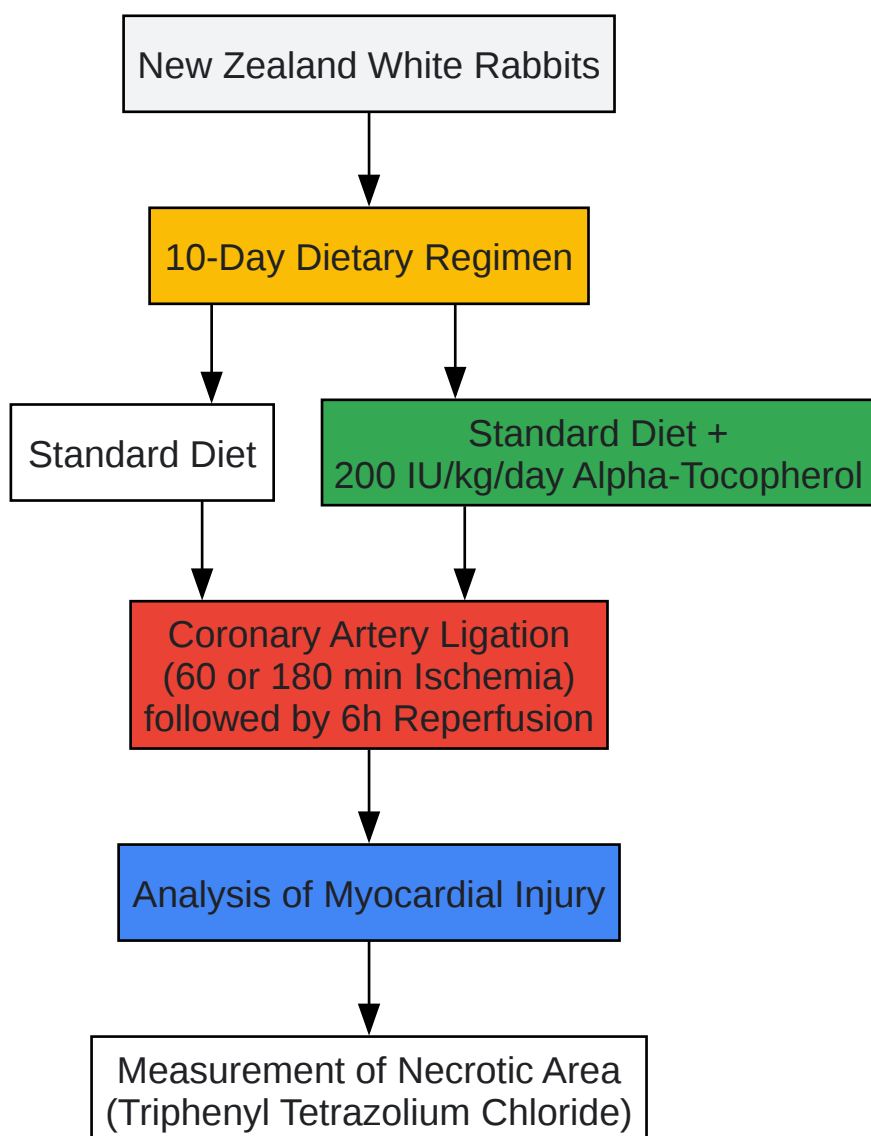 New Zealand White Rabbits
10-Day Dietary Regimen
Standard Diet
Standard Diet +
200 IU/kg/day Alpha-Tocopherol
Coronary Artery Ligation
(60 or 180 min Ischemia)
followed by 6h Reperfusion
Analysis of Myocardial Injury
Measurement of Necrotic Area
(Triphenyl Tetrazolium Chloride)